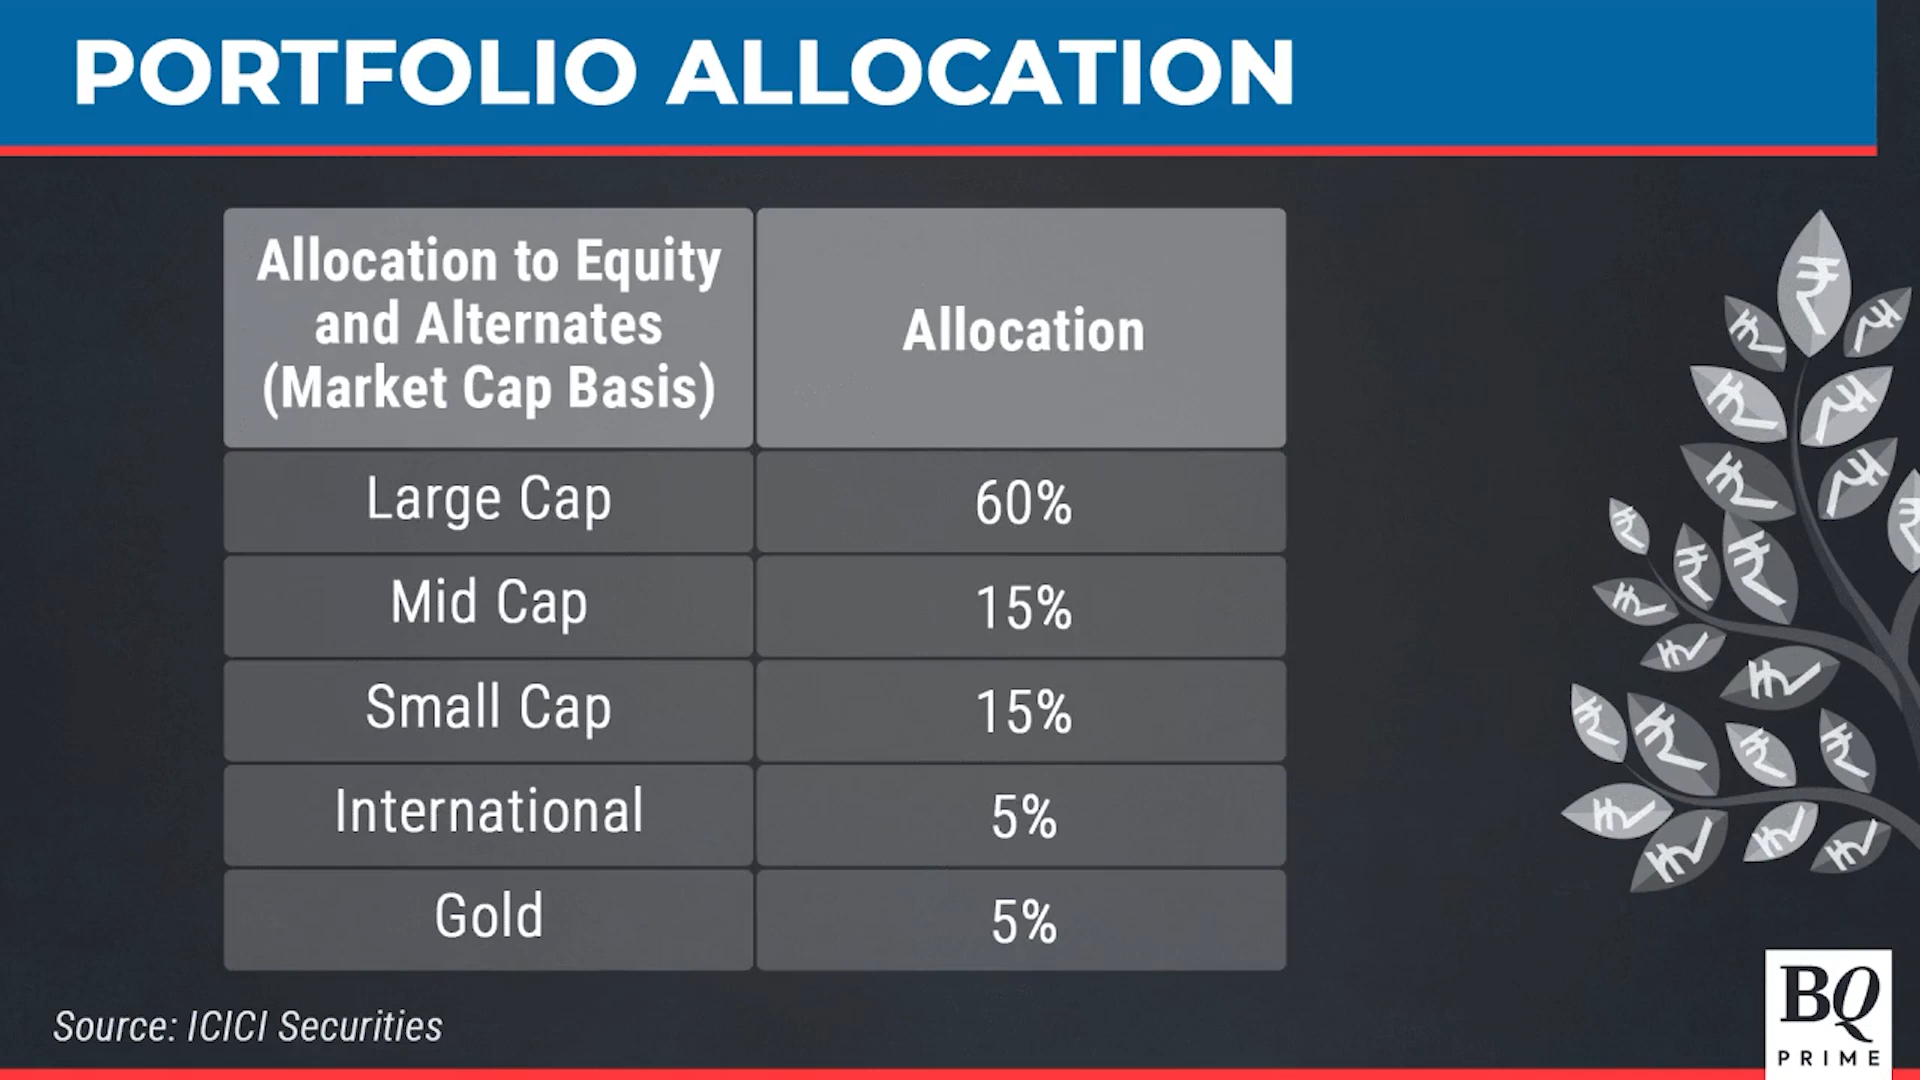 PORTFOLIO ALLOCATION
Allocation to Equity
and Alternates
(Market Cap Basis)
Allocation
Large Cap
60%
Mid Cap
15%
Small Cap
15%
International
5%
Gold
5%
Source: ICICI Securities
BQ
PRIME